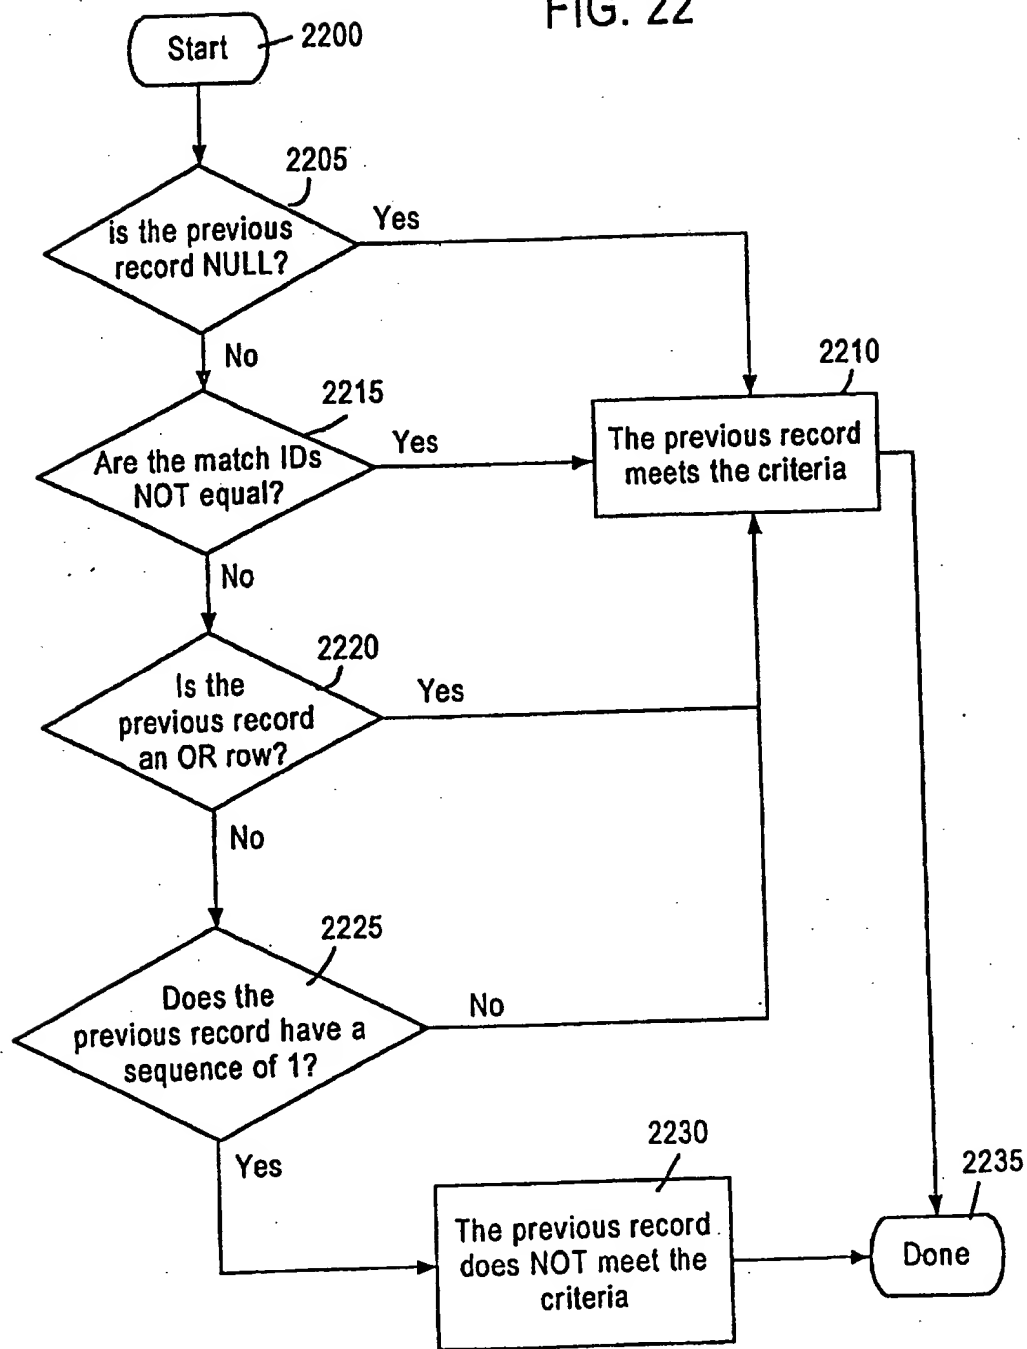 FIG. 22
Start
2200
2205
is the previous
record NULL?
Yes
No
2210
2215
Are the match IDs
NOT equal?
Yes
The previous record
meets the criteria
No
2220
Is the
previous record
an OR row?
Yes
No
2225
Does the
previous record have a
sequence of 1?
No
Yes
2230
The previous record
does NOT meet the
criteria
2235
Done